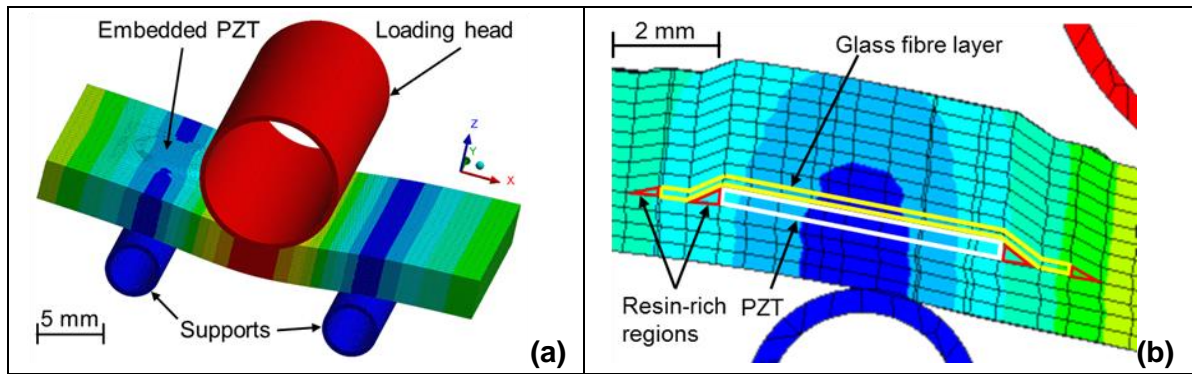 Embedded PZT
Loading head
Z
Y
X
Supports
5 mm
(a)
2 mm
Glass fibre layer
Resin-rich
regions
PZT
(b)